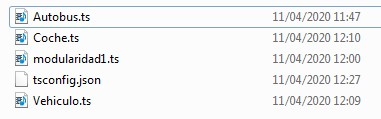 Autobus.ts 11/04/2020 11:47
Coche.ts 11/04/2020 12:10
modularidad1.ts 11/04/2020 12:00
tsconfig.json 11/04/2020 12:27
Vehiculo.ts 11/04/2020 12:09